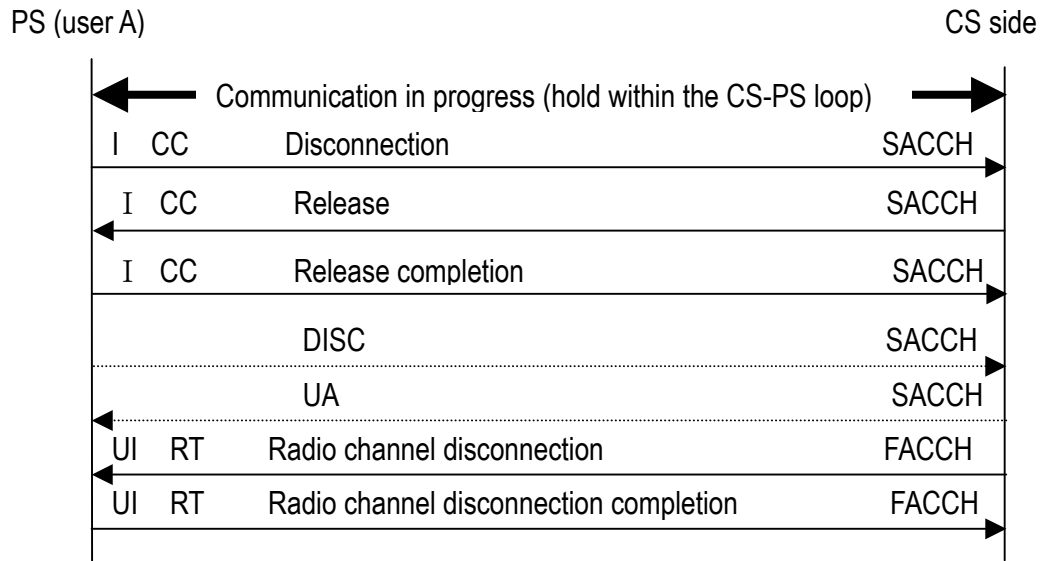 PS (user A) CS side
Communication in progress (hold within the CS-PS loop)
I CC Disconnection SACCH
I CC Release SACCH
I CC Release completion SACCH
DISC SACCH
UA SACCH
UI RT Radio channel disconnection FACCH
UI RT Radio channel disconnection completion FACCH